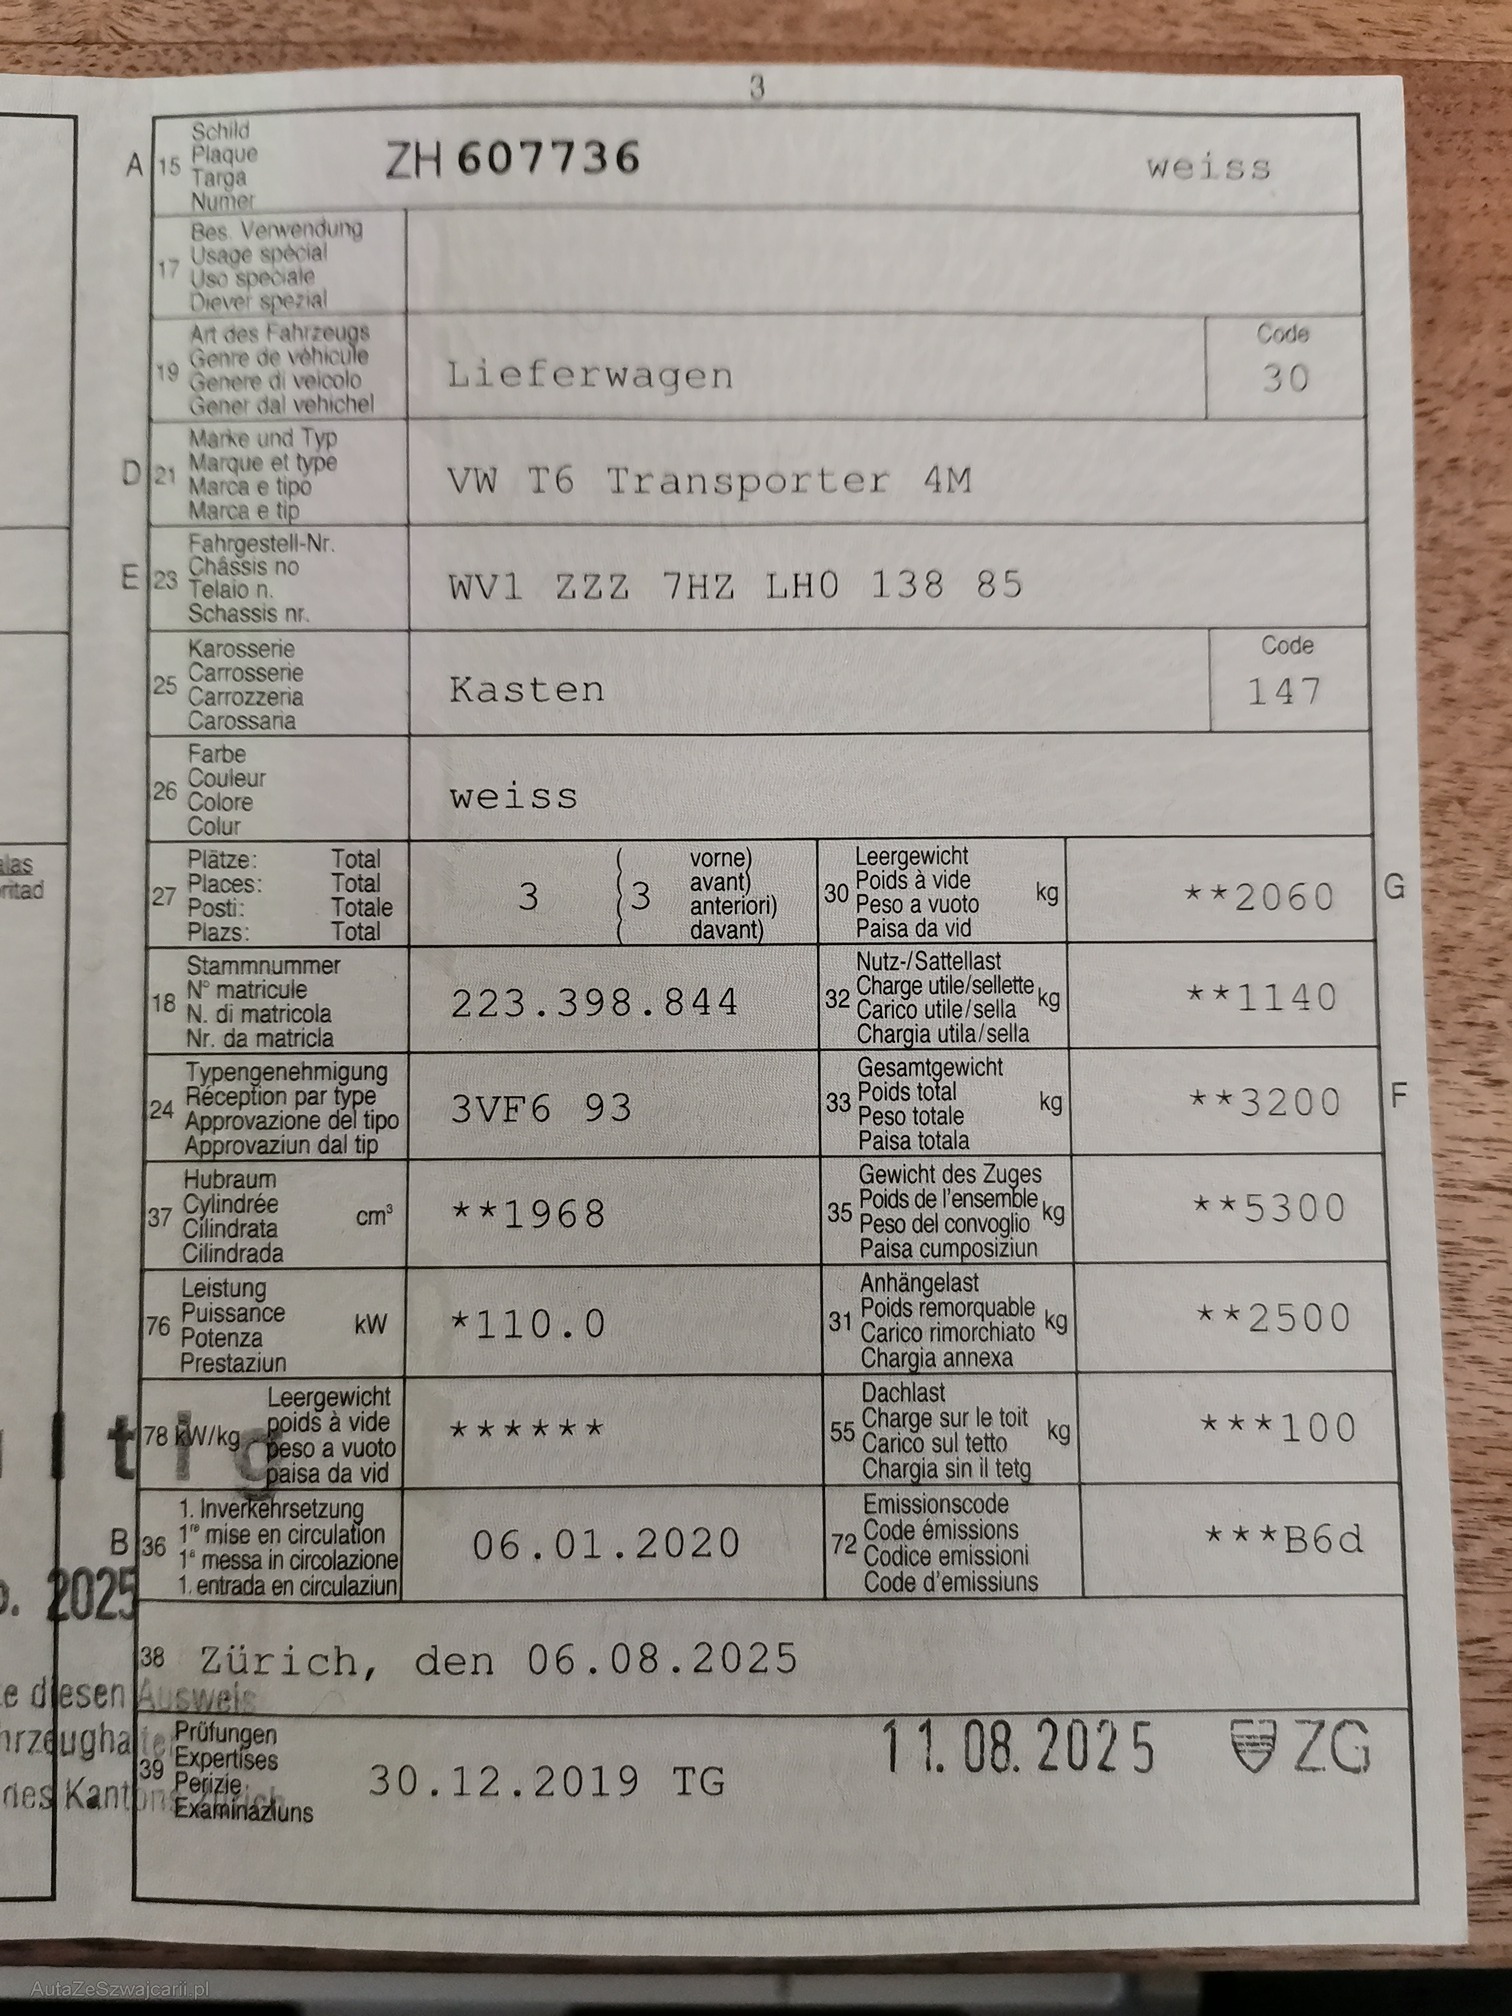 3
A 15 Schild Plaque Targa Numer ZH 607736 weiss
17 Bes. Verwendung Usage spécial Uso speciale Diever spezial
19 Art des Fahrzeugs Genre de véhicule Genere di veicolo Gener dal vehichel Lieferwagen Code 30
D 21 Marke und Typ Marque et type Marca e tipo Marca e tip VW T6 Transporter 4M
E 23 Fahrgestell-Nr. Châssis no Telaio n. Schassis nr. WV1 ZZZ 7HZ LH0 138 85
25 Karosserie Carrosserie Carrozzeria Carossaria Kasten Code 147
26 Farbe Couleur Colore Colur weiss
27 Plätze: Total Places: Total Posti: Totale Plazs: Total 3 (3 vorne) avant) anteriori) davant)
30 Leergewicht Poids à vide Peso a vuoto Paisa da vid kg **2060 G
18 Stammnummer N° matricule N. di matricola Nr. da matricla 223.398.844
32 Nutz-/Sattellast Charge utile/sellette Carico utile/sella Chargia utila/sella kg **1140
24 Typengenehmigung Réception par type Approvazione del tipo Approvaziun dal tip 3VF6 93
33 Gesamtgewicht Poids total Peso totale Paisa totala kg **3200 F
37 Hubraum Cylindrée Cilindrata Cilindrada cm³ **1968
35 Gewicht des Zuges Poids de l'ensemble Peso del convoglio Paisa cumposiziun kg **5300
76 Leistung Puissance Potenza Prestaziun kW *110.0
31 Anhängelast Poids remorquable Carico rimorchiato Chargia annexa kg **2500
78 kW/kg Leergewicht poids à vide peso a vuoto paisa da vid ******
55 Dachlast Charge sur le toit Carico sul tetto Chargia sin il tetg kg ***100
B 36 1. Inverkehrsetzung 1re mise en circulation 1a messa in circolazione 1. entrada en circulaziun 06.01.2020
72 Emissionscode Code émissions Codice emissioni Code d'emissiuns ***B6d
38 Zürich, den 06.08.2025
39 Prüfungen Expertises Perizie Examinaziuns 30.12.2019 TG
11.08.2025 ZG
l t i g
2025
diesen Ausweis
des Kantons Zürich
AutaZeSzwajcarii.pl